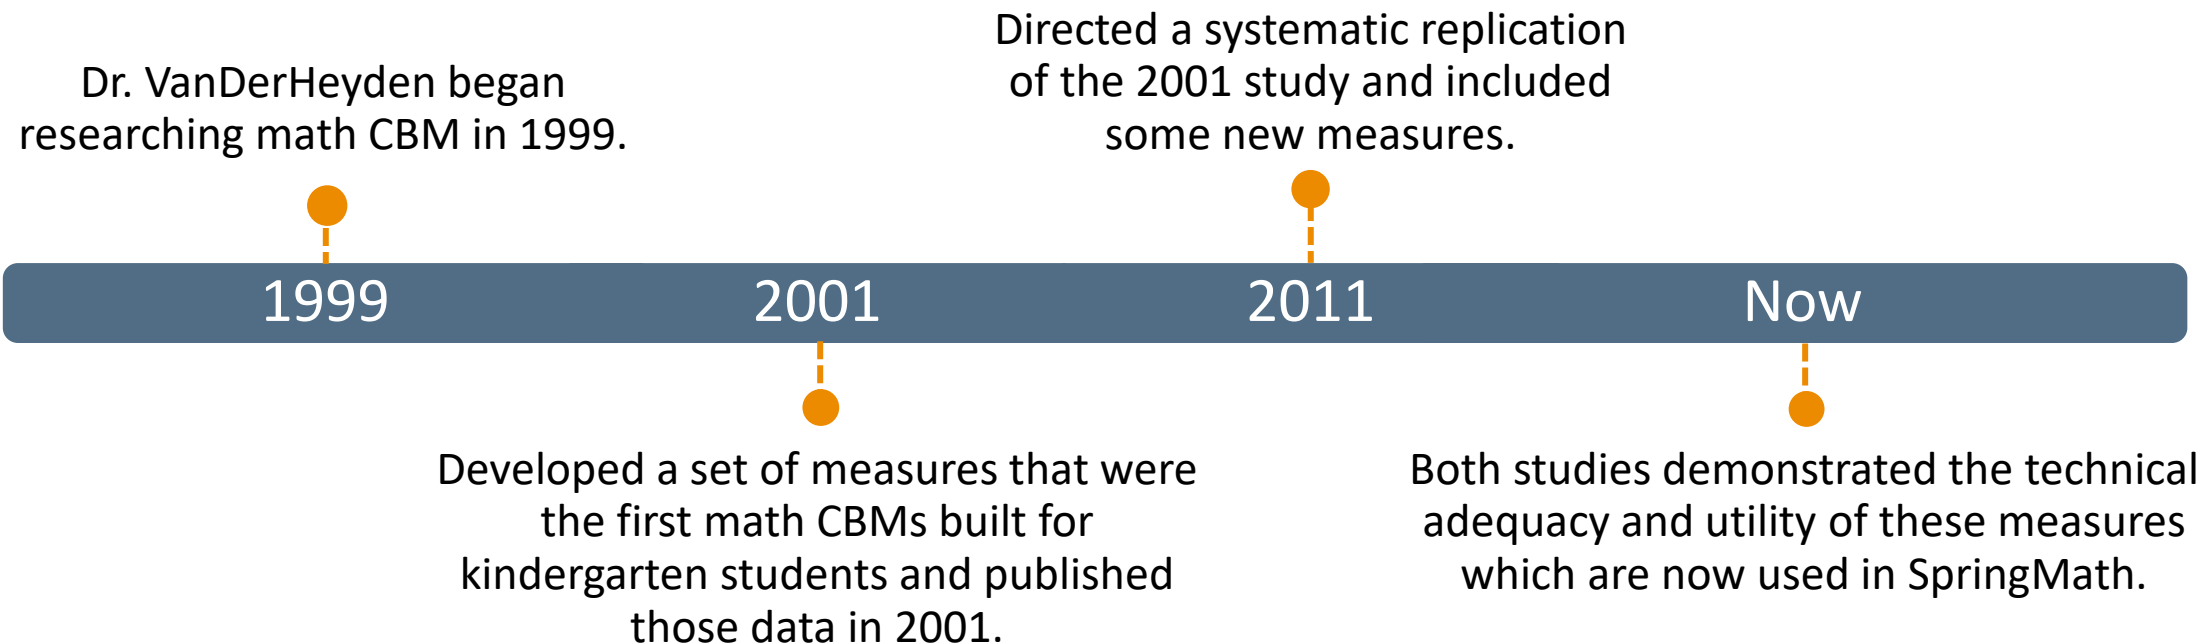 Dr. VanDerHeyden began
researching math CBM in 1999.
Directed a systematic replication
of the 2001 study and included
some new measures.
1999
2001
2011
Now
Developed a set of measures that were
the first math CBMs built for
kindergarten students and published
those data in 2001.
Both studies demonstrated the technical
adequacy and utility of these measures
which are now used in SpringMath.